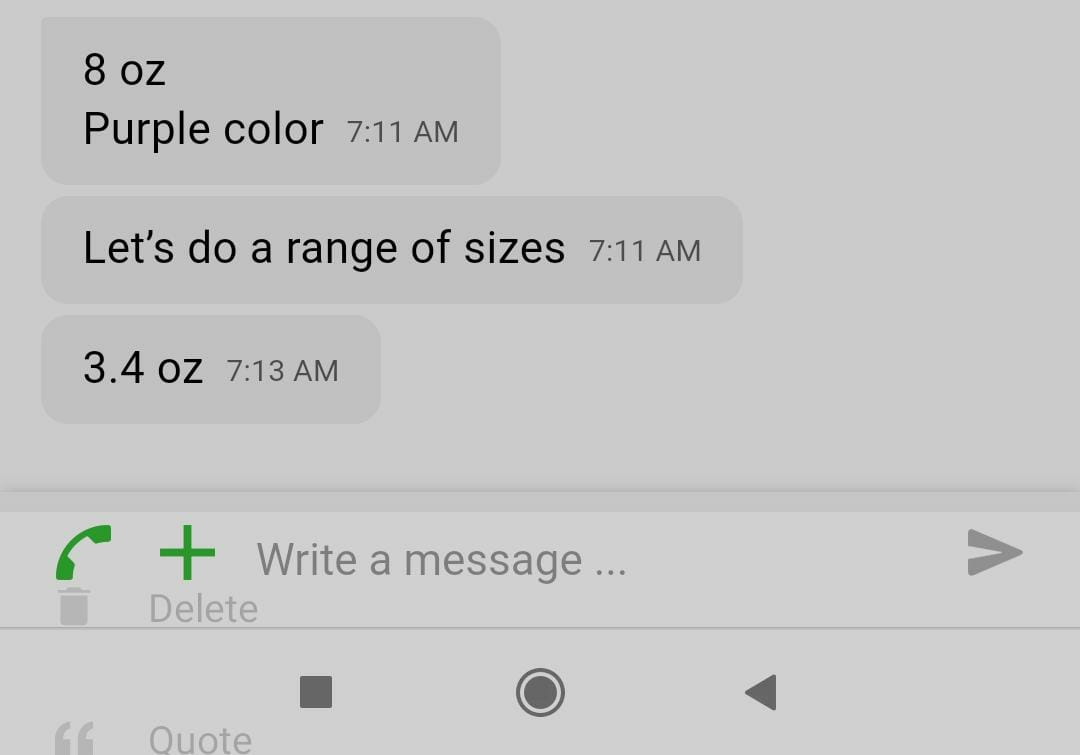 8 oz
Purple color 7:11 AM
Let’s do a range of sizes 7:11 AM
3.4 oz 7:13 AM
Write a message ...
Delete
Quote